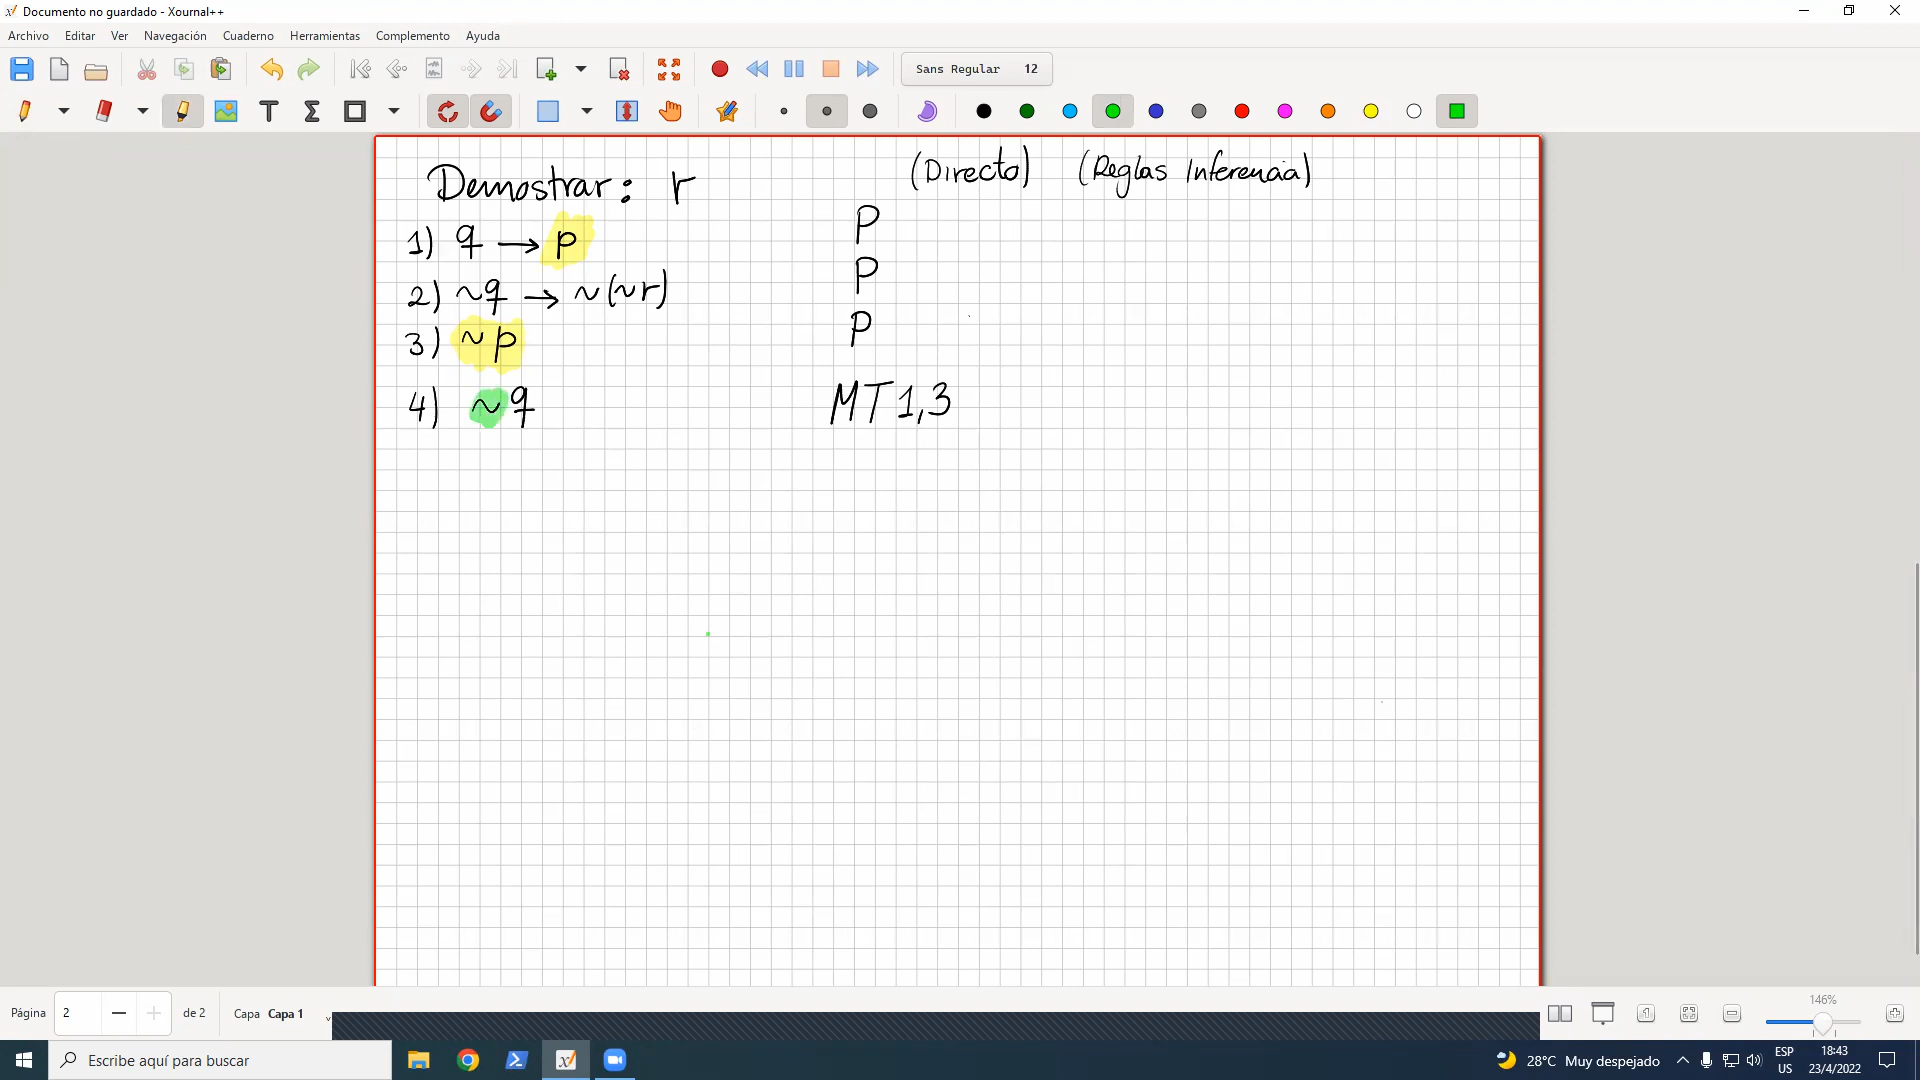 Documento no guardado - Xournal++
Archivo Editar Ver Navegación Cuaderno Herramientas Complemento Ayuda
Sans Regular 12
Demostrar: r (Directo) (Reglas Inferencia)
1) q → p P
2) ~q → ~(~r) P
3) ~p P
4) ~q MT 1,3
Página 2 de 2 Capa Capa 1
146%
Escribe aquí para buscar
28°C Muy despejado
ESP
US
18:43
23/4/2022